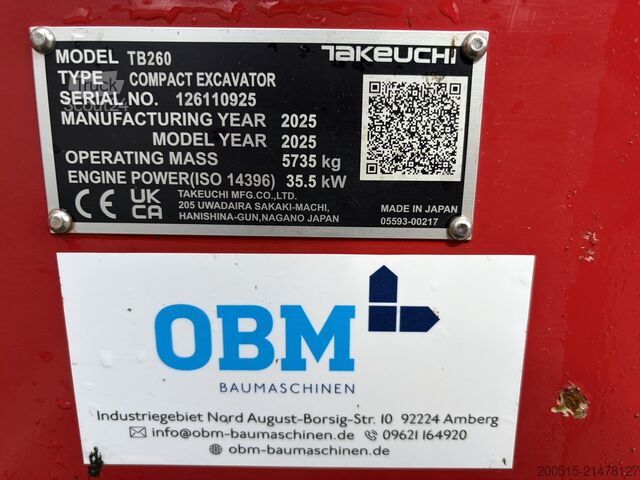 TAKEUCHI
MODEL TB260
TYPE COMPACT EXCAVATOR
SERIAL NO. 126110925
MANUFACTURING YEAR 2025
MODEL YEAR 2025
OPERATING MASS 5735 kg
ENGINE POWER(ISO 14396) 35.5 kW
CE UK CA
TAKEUCHI MFG.CO.,LTD.
205 UWADAIRA SAKAKI-MACHI,
HANISHINA-GUN,NAGANO JAPAN
MADE IN JAPAN
05593-00217
OBM
BAUMASCHINEN
Industriegebiet Nord August-Borsig-Str. 10 92224 Amberg
info@obm-baumaschinen.de 09621 164920
obm-baumaschinen.de
200515-21478127